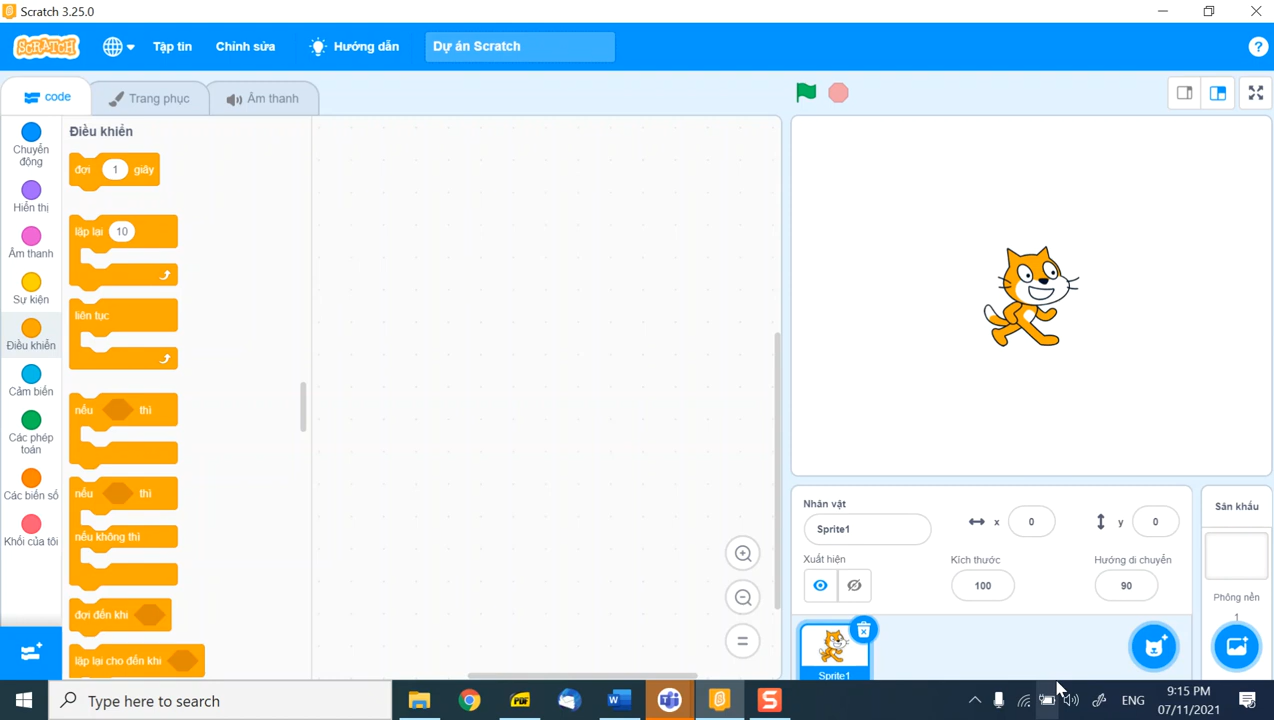 Scratch 3.25.0
SCRATCH
Tập tin
Chỉnh sửa
Hướng dẫn
Dự án Scratch
?
code
Trang phục
Âm thanh
Chuyển
động
Hiển thị
Âm thanh
Sự kiện
Điều khiển
Cảm biến
Các phép
toán
Các biến số
Khối của tôi
Điều khiển
đợi 1 giây
lặp lại 10
liên tục
nếu thì
nếu thì
nếu không thì
đợi đến khi
lặp lại cho đến khi
Nhân vật
Sprite1
x 0
y 0
Xuất hiện
Kích thước
100
Hướng di chuyển
90
Sprite1
Sân khấu
Phông nền
1
Type here to search
PDF
ENG
9:15 PM
07/11/2021